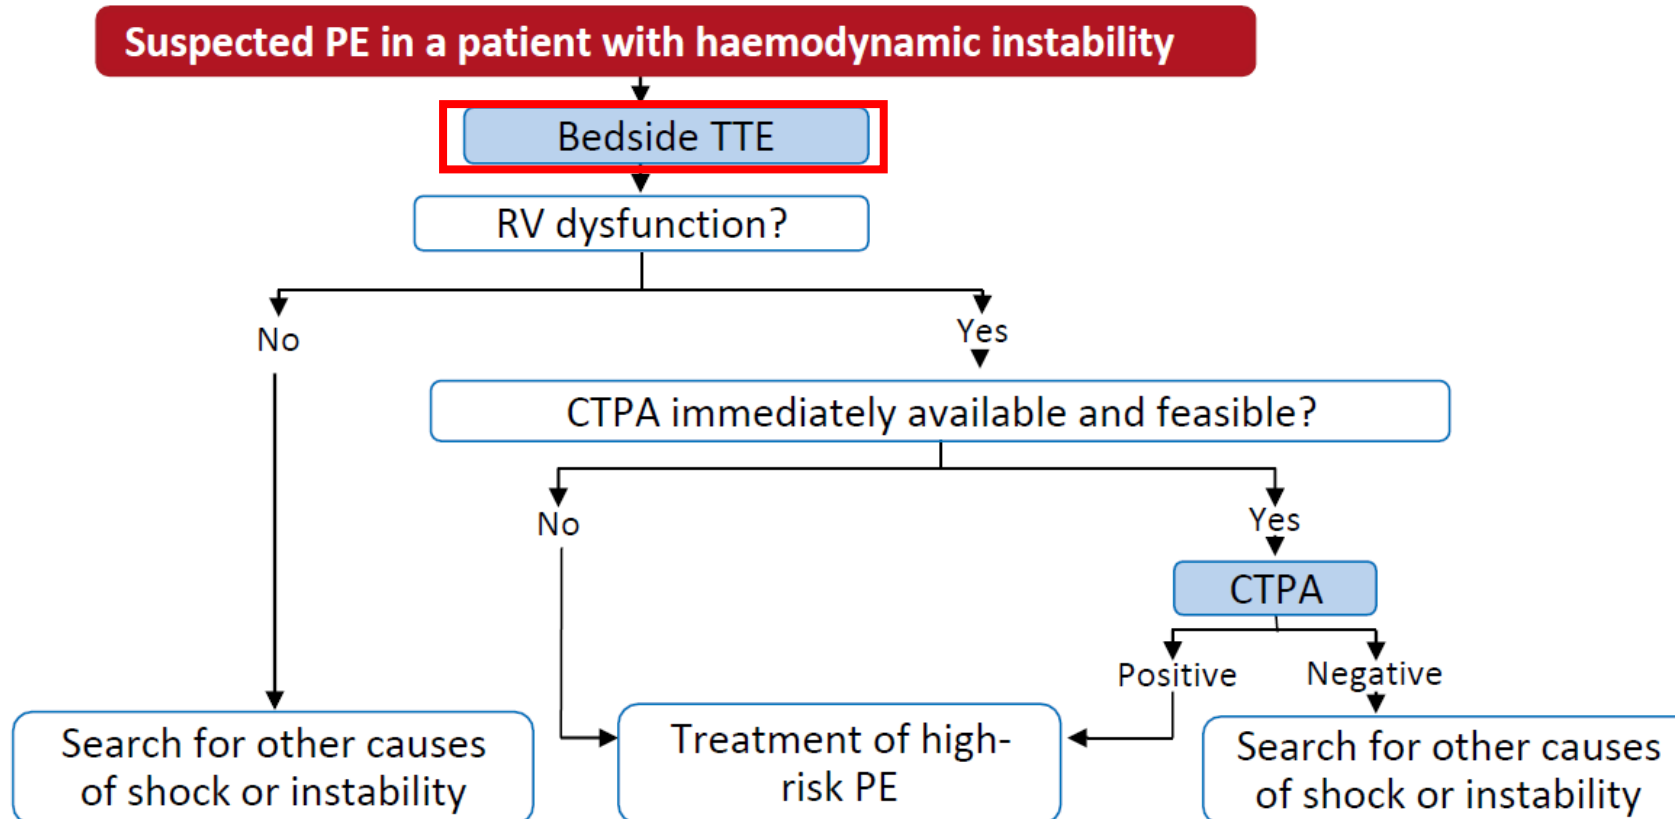 Suspected PE in a patient with haemodynamic instability
Bedside TTE
RV dysfunction?
No
Yes
CTPA immediately available and feasible?
No
Yes
CTPA
Positive
Negative
Search for other causes
of shock or instability
Treatment of high-
risk PE
Search for other causes
of shock or instability